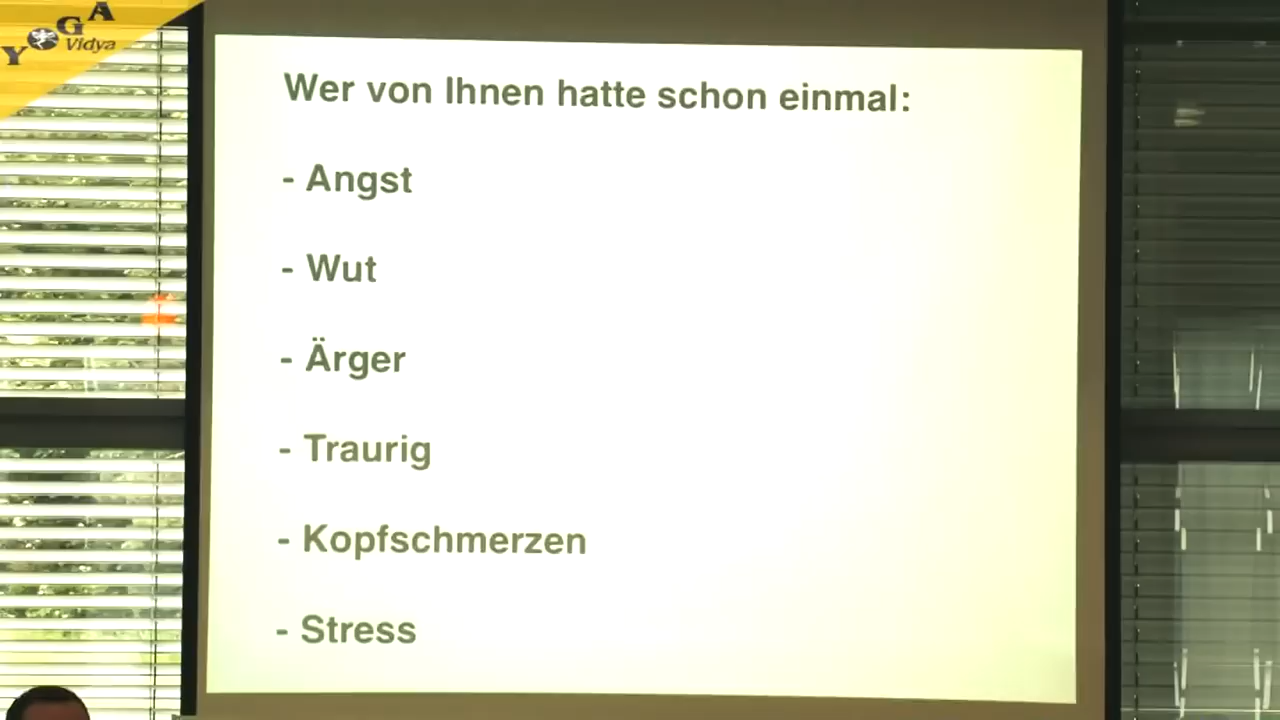 YOGA
Vidya
Wer von Ihnen hatte schon einmal:
- Angst
- Wut
- Ärger
- Traurig
- Kopfschmerzen
- Stress